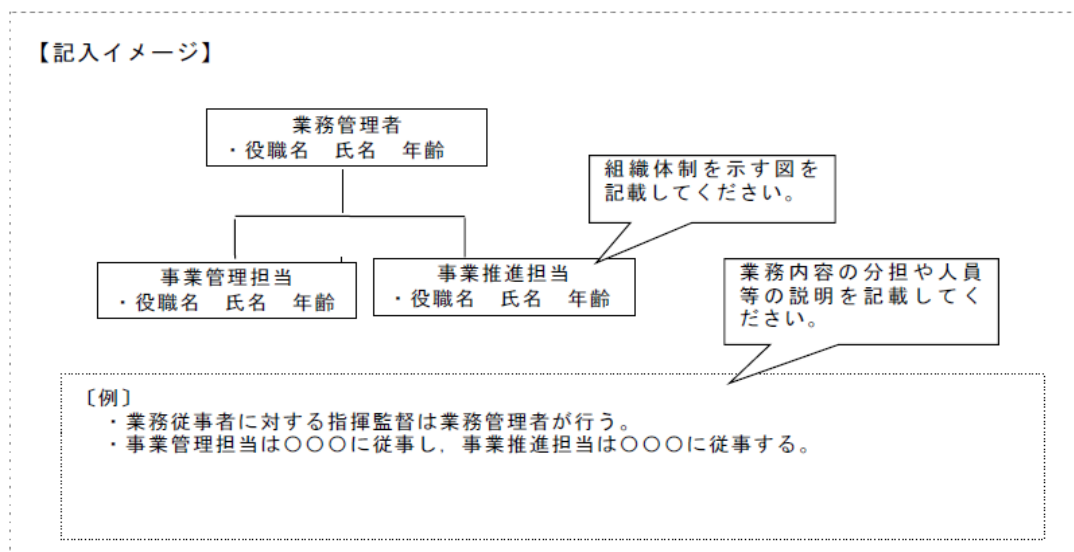 【記入イメージ】
業務管理者
・役職名　氏名　年齢
組織体制を示す図を
記載してください。
事業管理担当
・役職名　氏名　年齢
事業推進担当
・役職名　氏名　年齢
業務内容の分担や人員
等の説明を記載してく
ださい。
〔例〕
・業務従事者に対する指揮監督は業務管理者が行う。
・事業管理担当は〇〇〇に従事し，事業推進担当は〇〇〇に従事する。